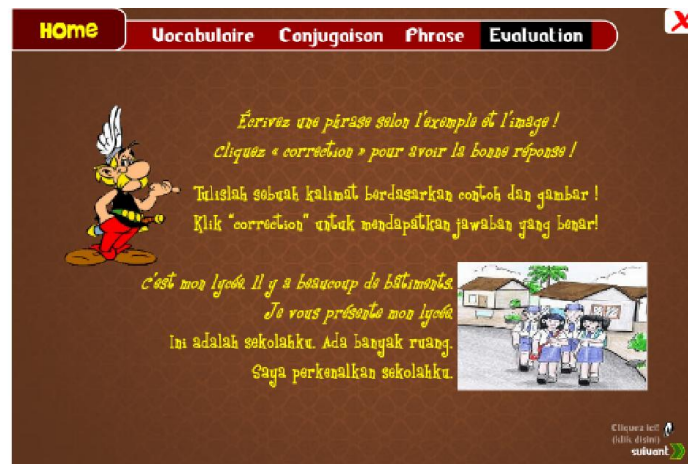 Home
Vocabulaire Conjugaison Phrase Evaluation
X
Écrivez une phrase selon l'exemple et l'image !
Cliquez « correction » pour avoir la bonne réponse !
Tulislah sebuah kalimat berdasarkan contoh dan gambar !
Klik "correction" untuk mendapatkan jawaban yang benar!
C'est mon lycée. Il y a beaucoup de bâtiments.
Je vous présente mon lycée.
Ini adalah sekolahku. Ada banyak ruang.
Saya perkenalkan sekolahku.
Cliquez ici!
(klik disini)
suivant